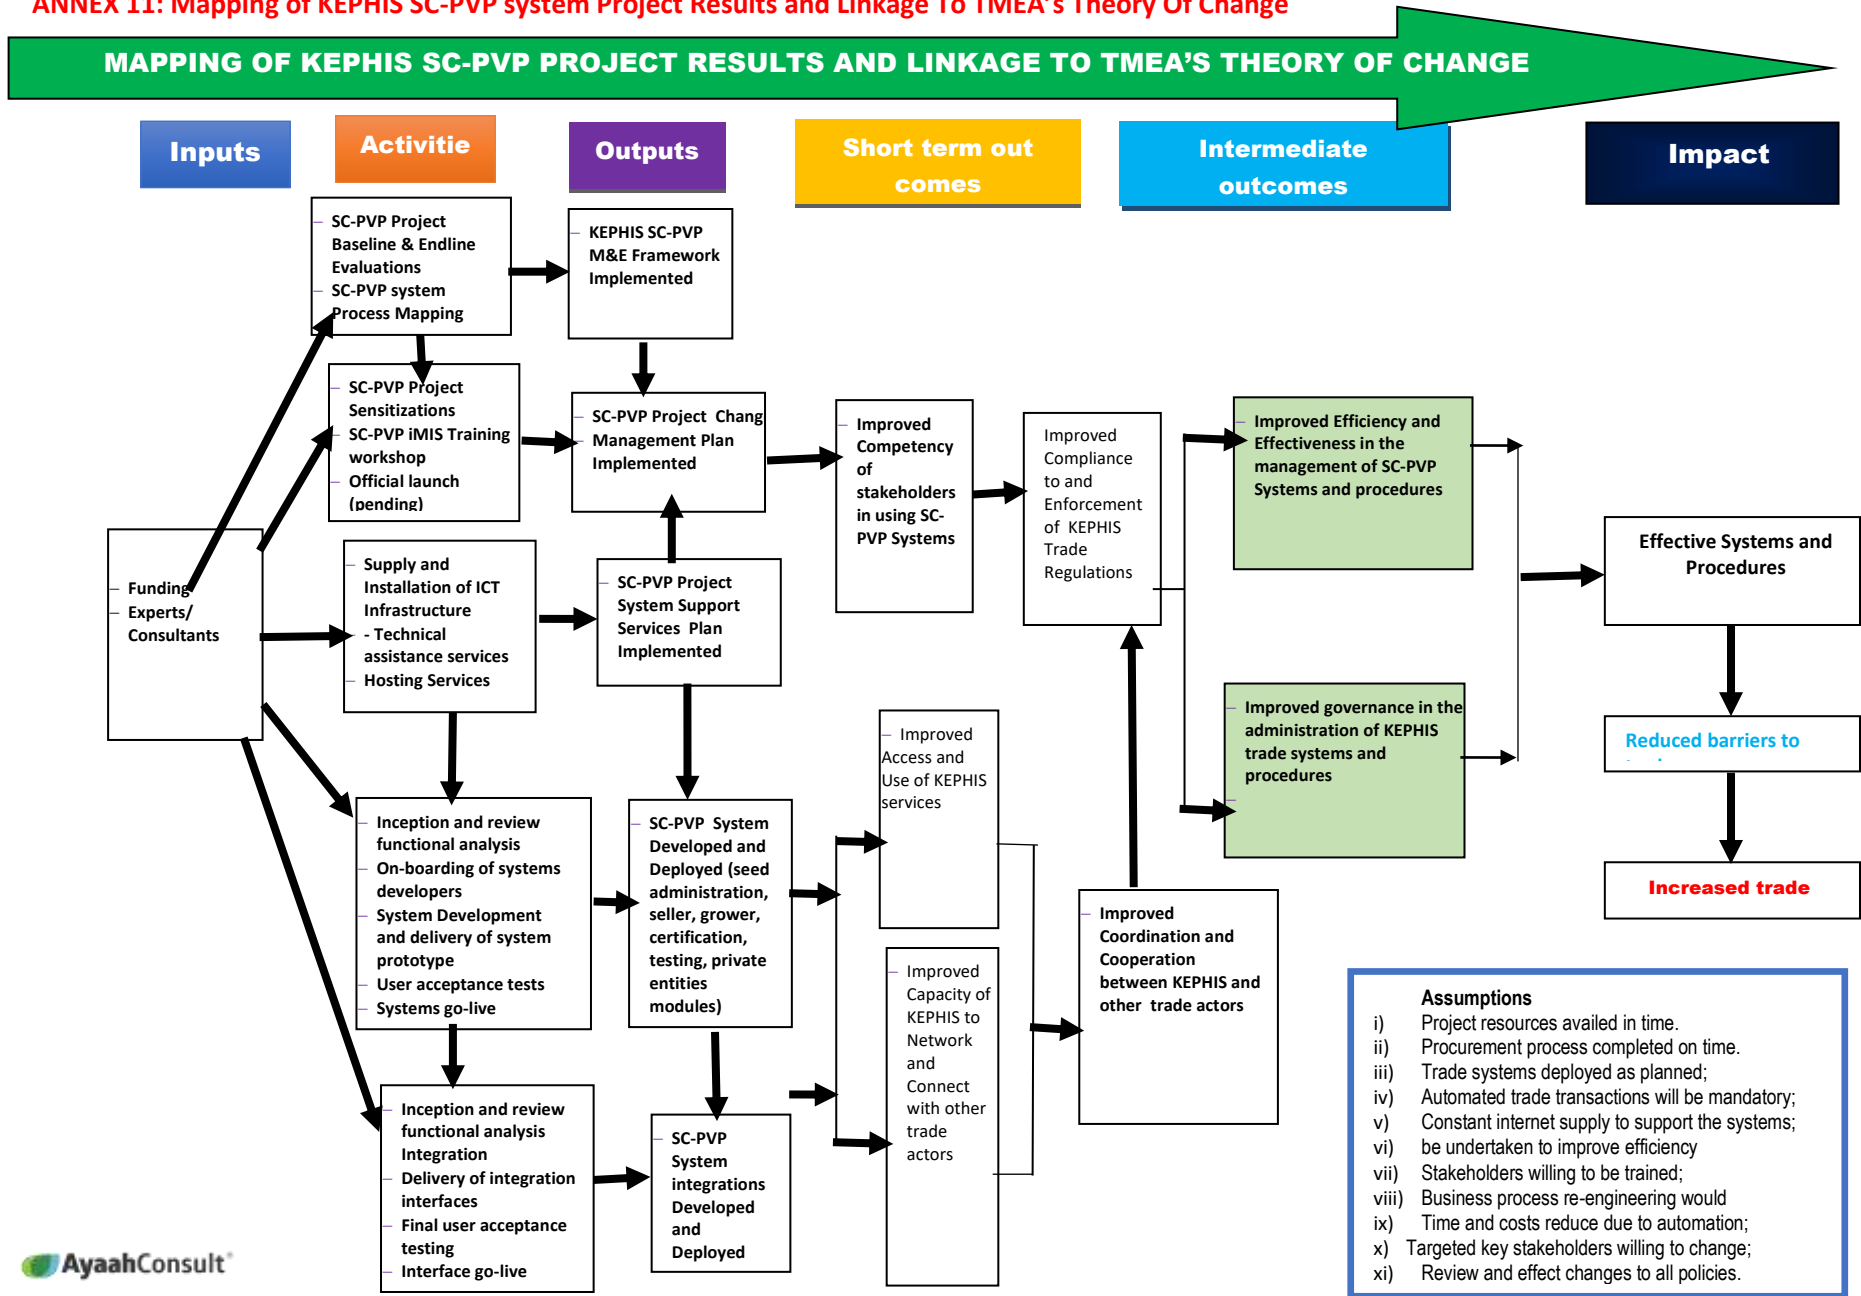 ANNEX 11: Mapping of KEPHIS SC-PVP system Project Results and Linkage To TMEA's Theory Of Change
MAPPING OF KEPHIS SC-PVP PROJECT RESULTS AND LINKAGE TO TMEA'S THEORY OF CHANGE
Inputs
Activitie
Outputs
Short term out
comes
Intermediate
outcomes
Impact
– Funding
– Experts/
Consultants
– SC-PVP Project
Baseline & Endline
Evaluations
– SC-PVP system
Process Mapping
– SC-PVP Project
Sensitizations
– SC-PVP iMIS Training
workshop
– Official launch
(pending)
– Supply and
Installation of ICT
Infrastructure
– - Technical
assistance services
– Hosting Services
– Inception and review
functional analysis
– On-boarding of systems
developers
– System Development
and delivery of system
prototype
– User acceptance tests
– Systems go-live
– Inception and review
functional analysis
Integration
– Delivery of integration
interfaces
– Final user acceptance
testing
– Interface go-live
– KEPHIS SC-PVP
M&E Framework
Implemented
– SC-PVP Project Chang
– Management Plan
Implemented
– SC-PVP Project
System Support
Services Plan
Implemented
– SC-PVP System
Developed and
Deployed (seed
administration,
seller, grower,
certification,
testing, private
entities
modules)
– SC-PVP
System
integrations
Developed
and
Deployed
– Improved
Competency
of
stakeholders
in using SC-
PVP Systems
– Improved
Access and
Use of KEPHIS
services
– Improved
Capacity of
KEPHIS to
Network
and
Connect
with other
trade
actors
Improved
Compliance
to and
Enforcement
of KEPHIS
Trade
Regulations
– Improved
Coordination and
Cooperation
between KEPHIS and
other trade actors
– Improved Efficiency and
Effectiveness in the
management of SC-PVP
Systems and procedures
– Improved governance in the
administration of KEPHIS
trade systems and
procedures
–
Effective Systems and
Procedures
Reduced barriers to
Increased trade
Assumptions
i) Project resources availed in time.
ii) Procurement process completed on time.
iii) Trade systems deployed as planned;
iv) Automated trade transactions will be mandatory;
v) Constant internet supply to support the systems;
vi) be undertaken to improve efficiency
vii) Stakeholders willing to be trained;
viii) Business process re-engineering would
ix) Time and costs reduce due to automation;
x) Targeted key stakeholders willing to change;
xi) Review and effect changes to all policies.
AyaahConsult